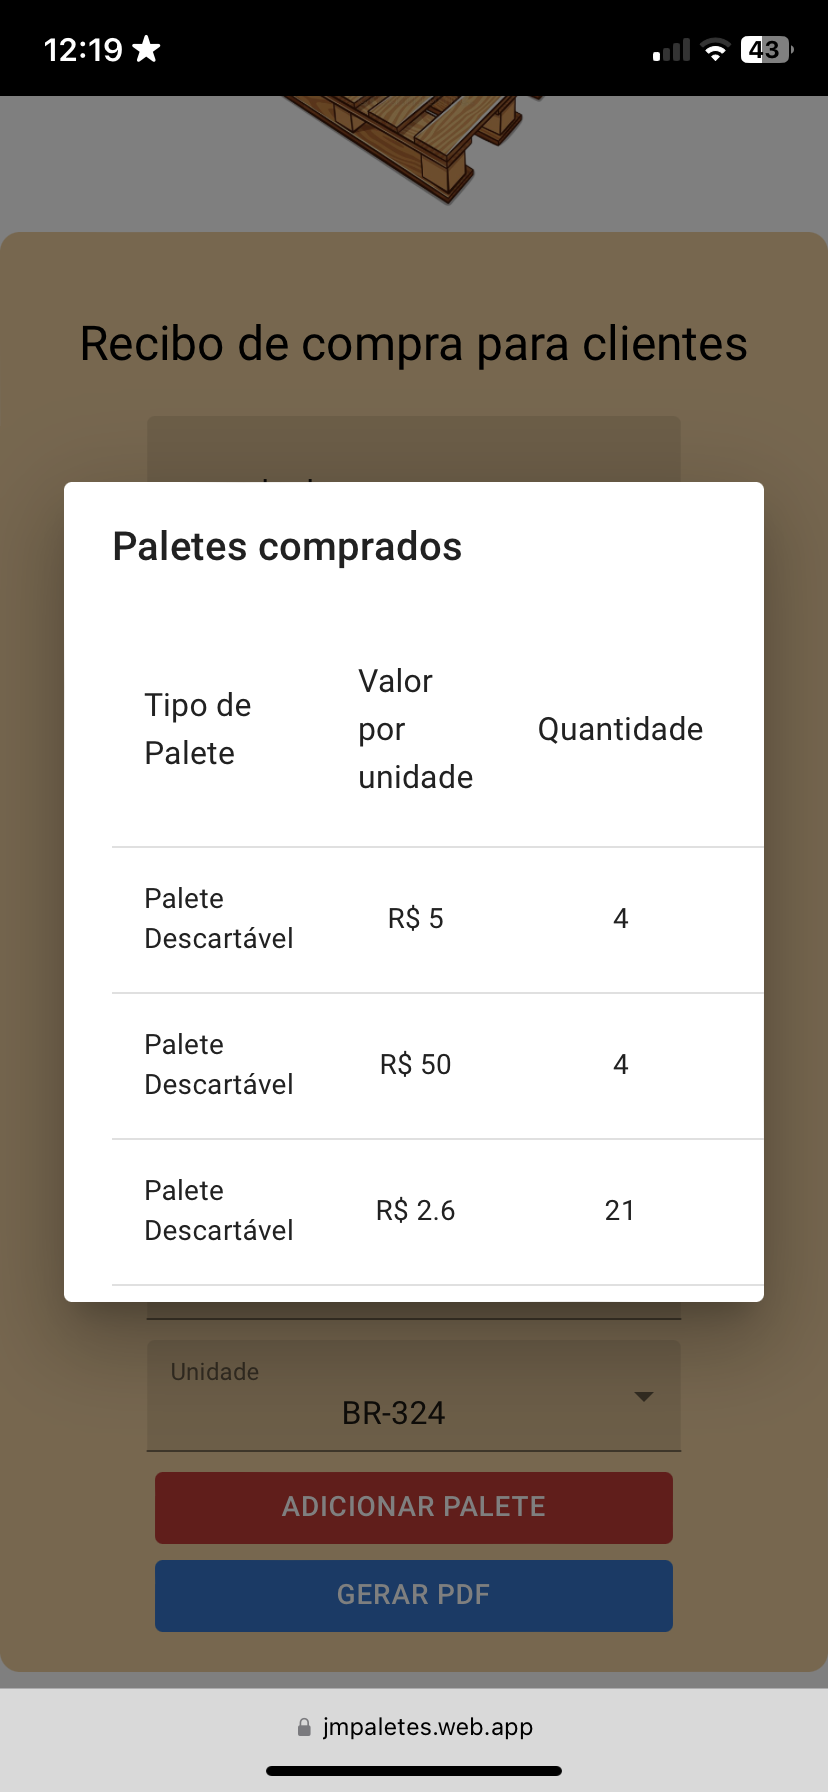 12:19
43
Recibo de compra para clientes
Paletes comprados
Tipo de
Palete
Valor
por
unidade
Quantidade
Palete
Descartável
R$ 5
4
Palete
Descartável
R$ 50
4
Palete
Descartável
R$ 2.6
21
Unidade
BR-324
ADICIONAR PALETE
GERAR PDF
jmpaletes.web.app